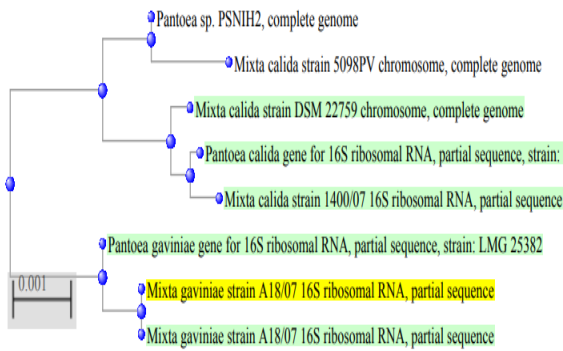 Pantoea sp. PSNIH2, complete genome
Mixta calida strain 5098PV chromosome, complete genome
Mixta calida strain DSM 22759 chromosome, complete genome
Pantoea calida gene for 16S ribosomal RNA, partial sequence, strain:
Mixta calida strain 1400/07 16S ribosomal RNA, partial sequence
Pantoea gaviniae gene for 16S ribosomal RNA, partial sequence, strain: LMG 25382
0.001
Mixta gaviniae strain A18/07 16S ribosomal RNA, partial sequence
Mixta gaviniae strain A18/07 16S ribosomal RNA, partial sequence